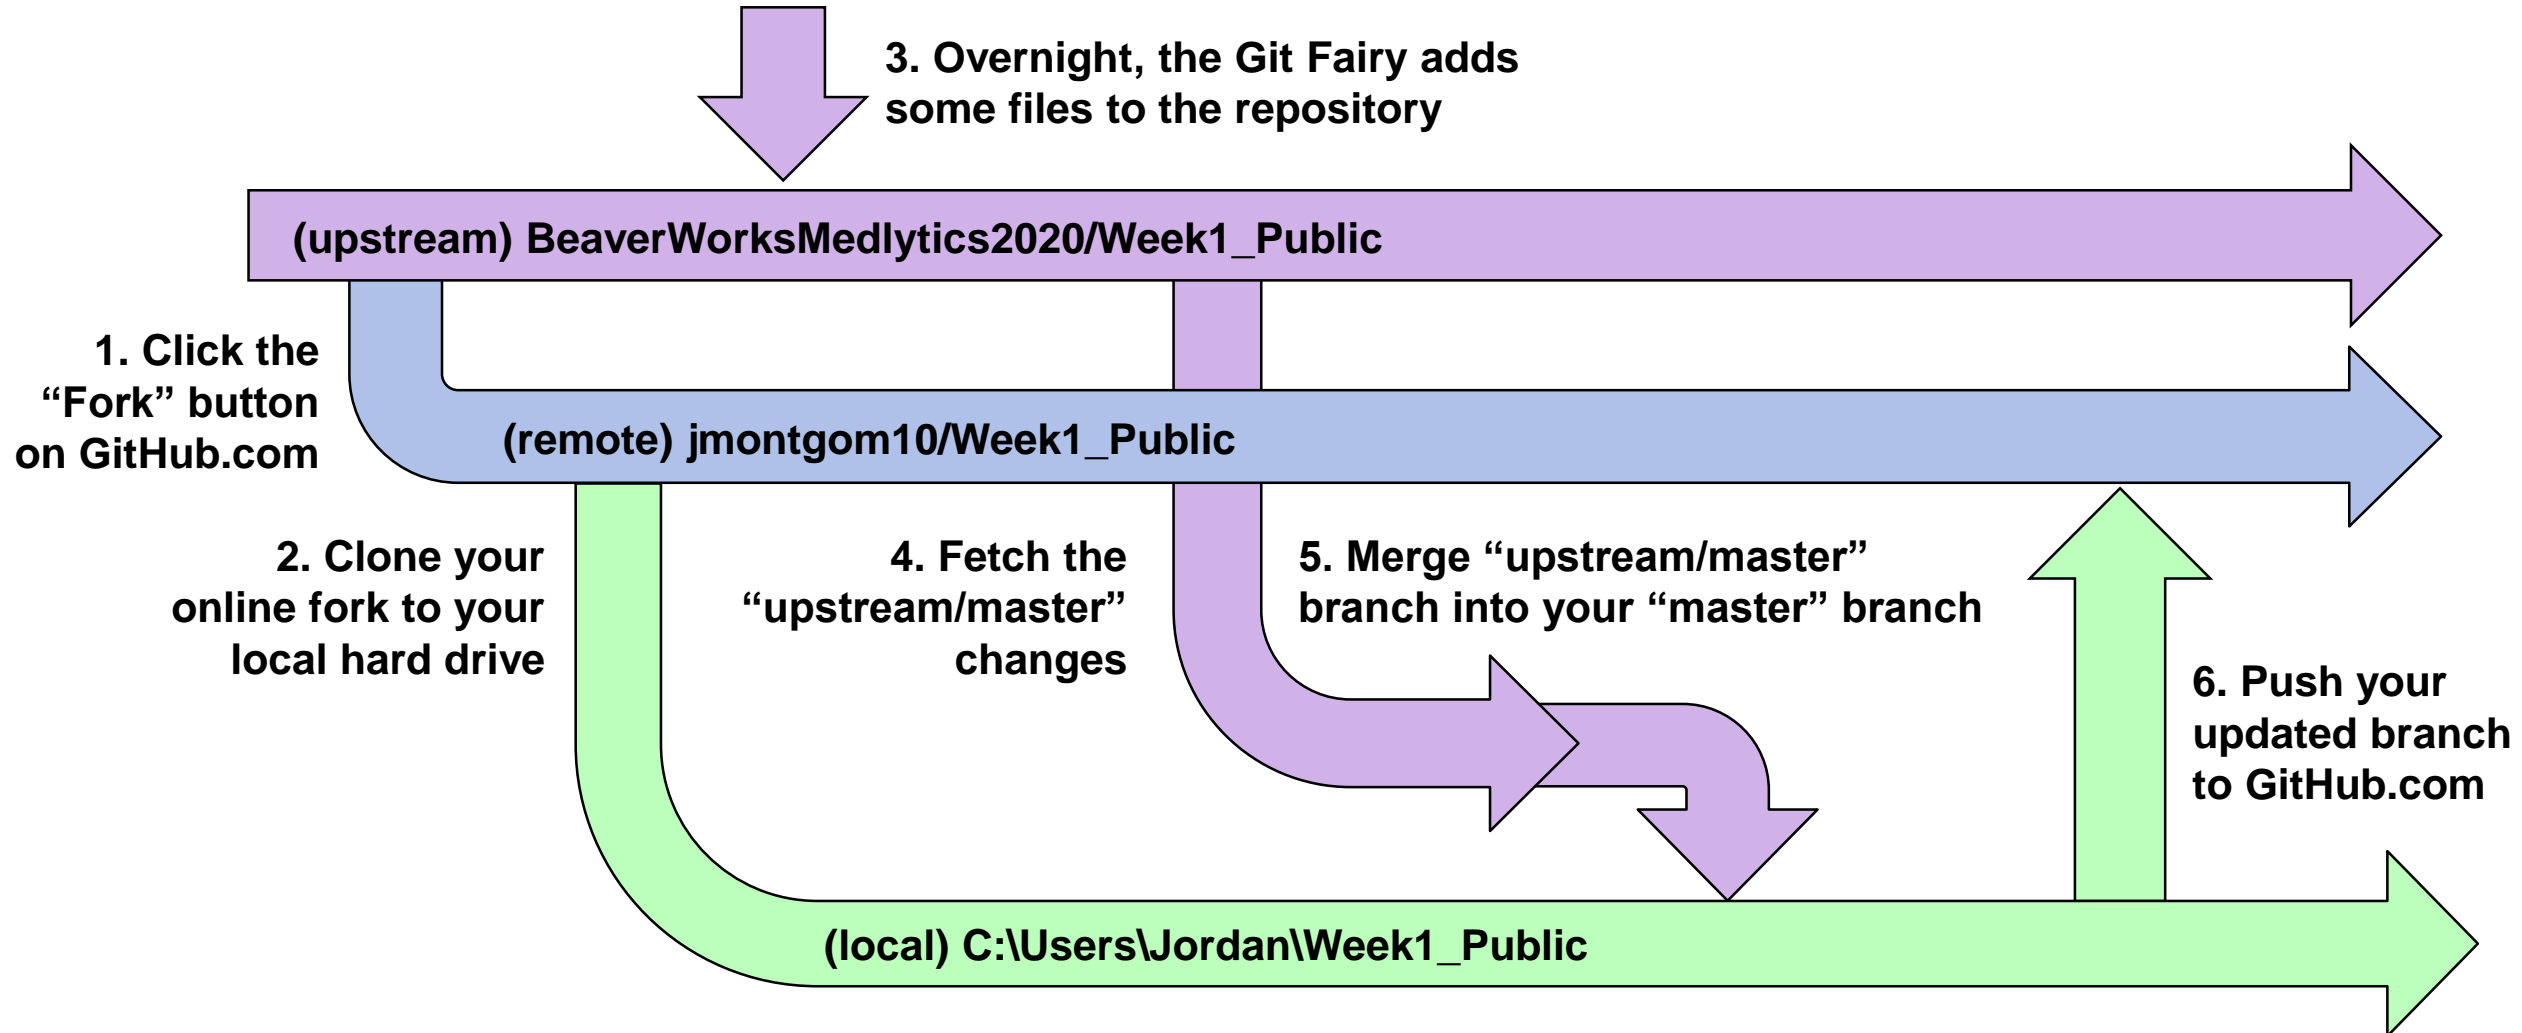 3. Overnight, the Git Fairy adds
some files to the repository
(upstream) BeaverWorksMedlytics2020/Week1_Public
1. Click the
“Fork” button
on GitHub.com
(remote) jmontgom10/Week1_Public
2. Clone your
online fork to your
local hard drive
4. Fetch the
“upstream/master”
changes
5. Merge “upstream/master”
branch into your “master” branch
6. Push your
updated branch
to GitHub.com
(local) C:\Users\Jordan\Week1_Public